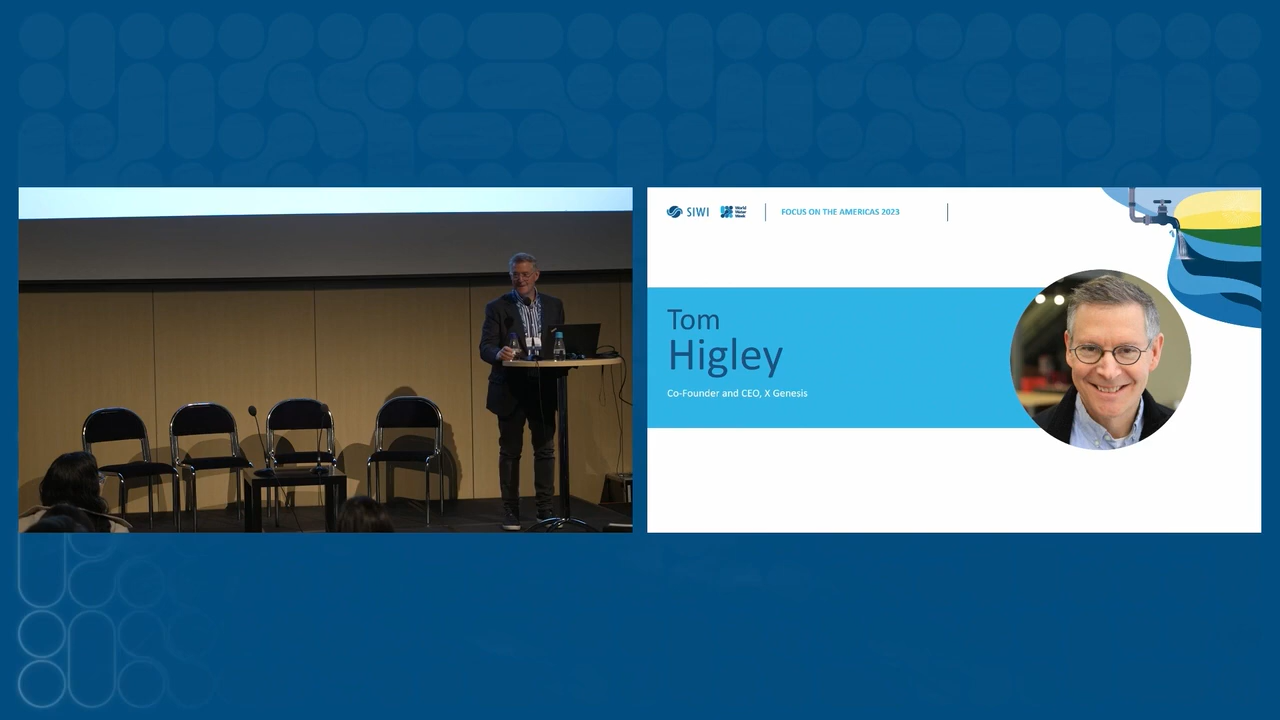 SIWI
World
Water
Week
FOCUS ON THE AMERICAS 2023
Tom
Higley
Co-Founder and CEO, X Genesis